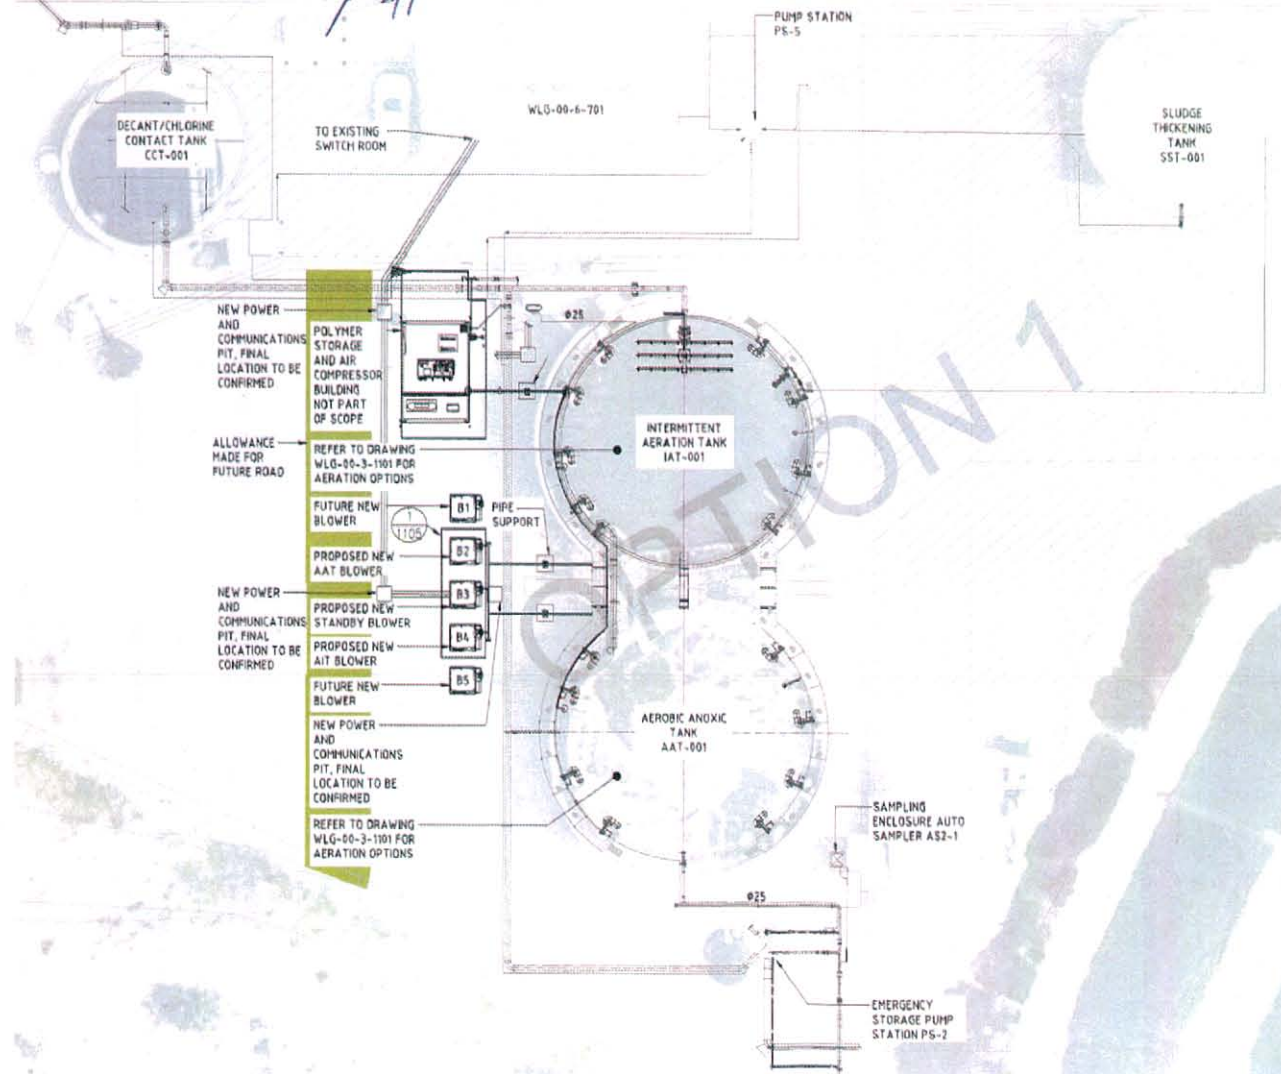 PUMP STATION
PS-5
WLG-00-6-701
DECANT/CHLORINE
CONTACT TANK
CCT-001
TO EXISTING
SWITCH ROOM
SLUDGE
THICKENING
TANK
SST-001
NEW POWER
AND
COMMUNICATIONS
PIT, FINAL
LOCATION TO BE
CONFIRMED
POLYMER
STORAGE
AND AIR
COMPRESSOR
BUILDING
NOT PART
OF SCOPE
ø25
INTERMITTENT
AERATION TANK
IAT-001
ALLOWANCE
MADE FOR
FUTURE ROAD
REFER TO DRAWING
WLG-00-3-1101 FOR
AERATION OPTIONS
FUTURE NEW
BLOWER
1
1105
B1
PIPE
SUPPORT
PROPOSED NEW
AAT BLOWER
B2
NEW POWER
AND
COMMUNICATIONS
PIT, FINAL
LOCATION TO BE
CONFIRMED
PROPOSED NEW
STANDBY BLOWER
B3
PROPOSED NEW
AIT BLOWER
B4
FUTURE NEW
BLOWER
B5
NEW POWER
AND
COMMUNICATIONS
PIT, FINAL
LOCATION TO BE
CONFIRMED
AEROBIC ANOXIC
TANK
AAT-001
REFER TO DRAWING
WLG-00-3-1101 FOR
AERATION OPTIONS
SAMPLING
ENCLOSURE AUTO
SAMPLER AS2-1
ø25
EMERGENCY
STORAGE PUMP
STATION PS-2
OPTION 1